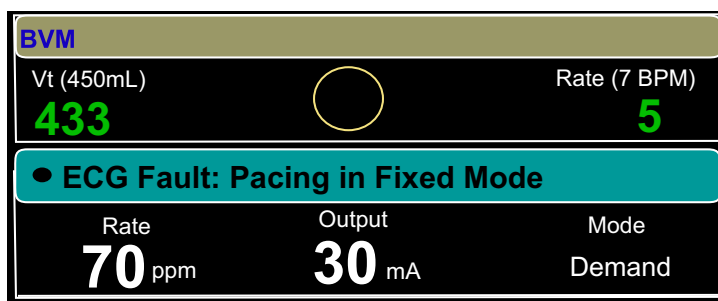 BVM
Vt (450mL) Rate (7 BPM)
433 5
ECG Fault: Pacing in Fixed Mode
Rate Output Mode
70 ppm 30 mA Demand